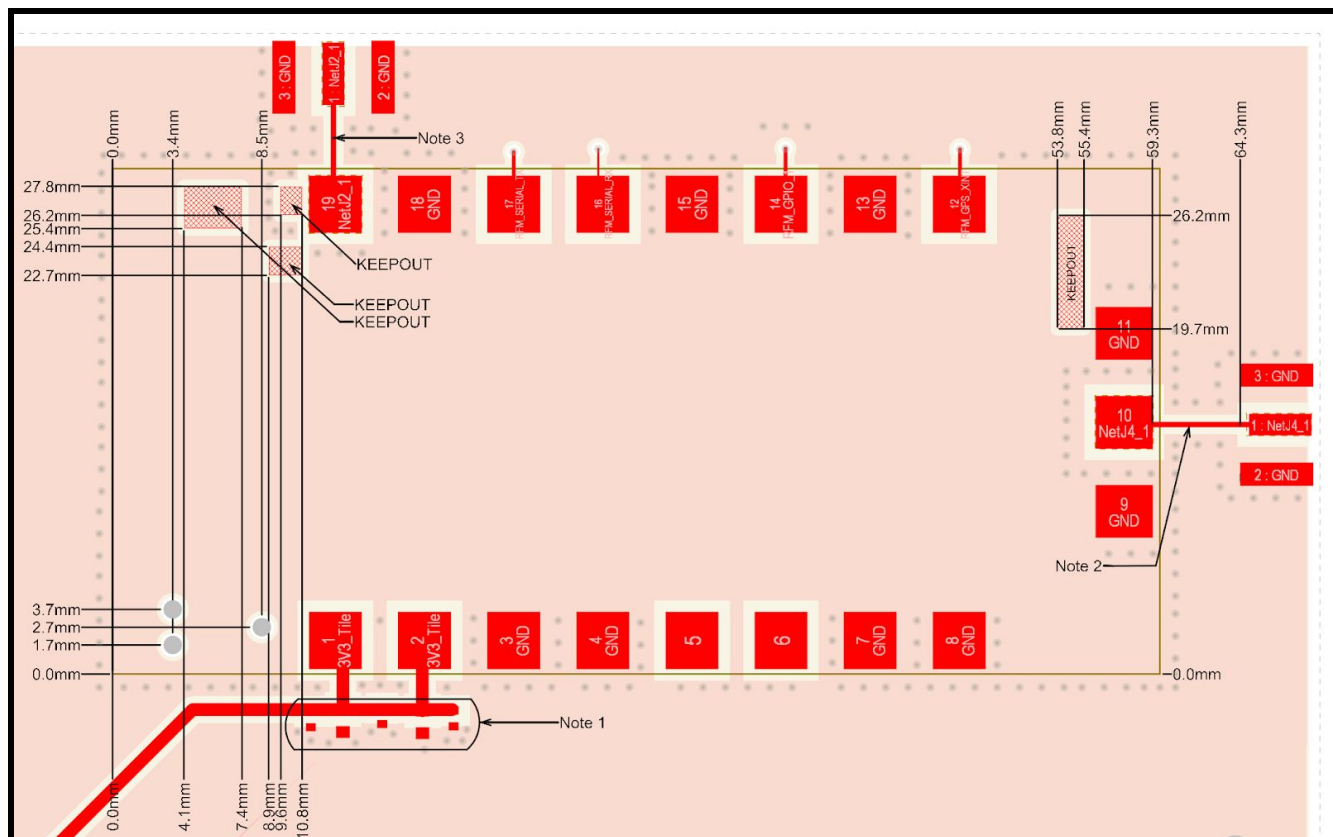 3 : GND
1 : NetJ2_1
2 : GND
0.0mm
3.4mm
8.5mm
Note 3
53.8mm
55.4mm
59.3mm
64.3mm
27.8mm
26.2mm
25.4mm
24.4mm
22.7mm
19
NetJ2_1
18
GND
17
16
15
GND
14
13
GND
12
26.2mm
KEEPOUT
19.7mm
KEEPOUT
KEEPOUT
KEEPOUT
11
GND
10
NetJ4_1
9
GND
3 : GND
1 : NetJ4_1
2 : GND
Note 2
3.7mm
2.7mm
1.7mm
0.0mm
1
3V3_Tile
2
3V3_Tile
3
GND
4
GND
5
6
7
GND
8
GND
0.0mm
Note 1
0.0mm
4.1mm
7.4mm
8.9mm
9.6mm
10.8mm